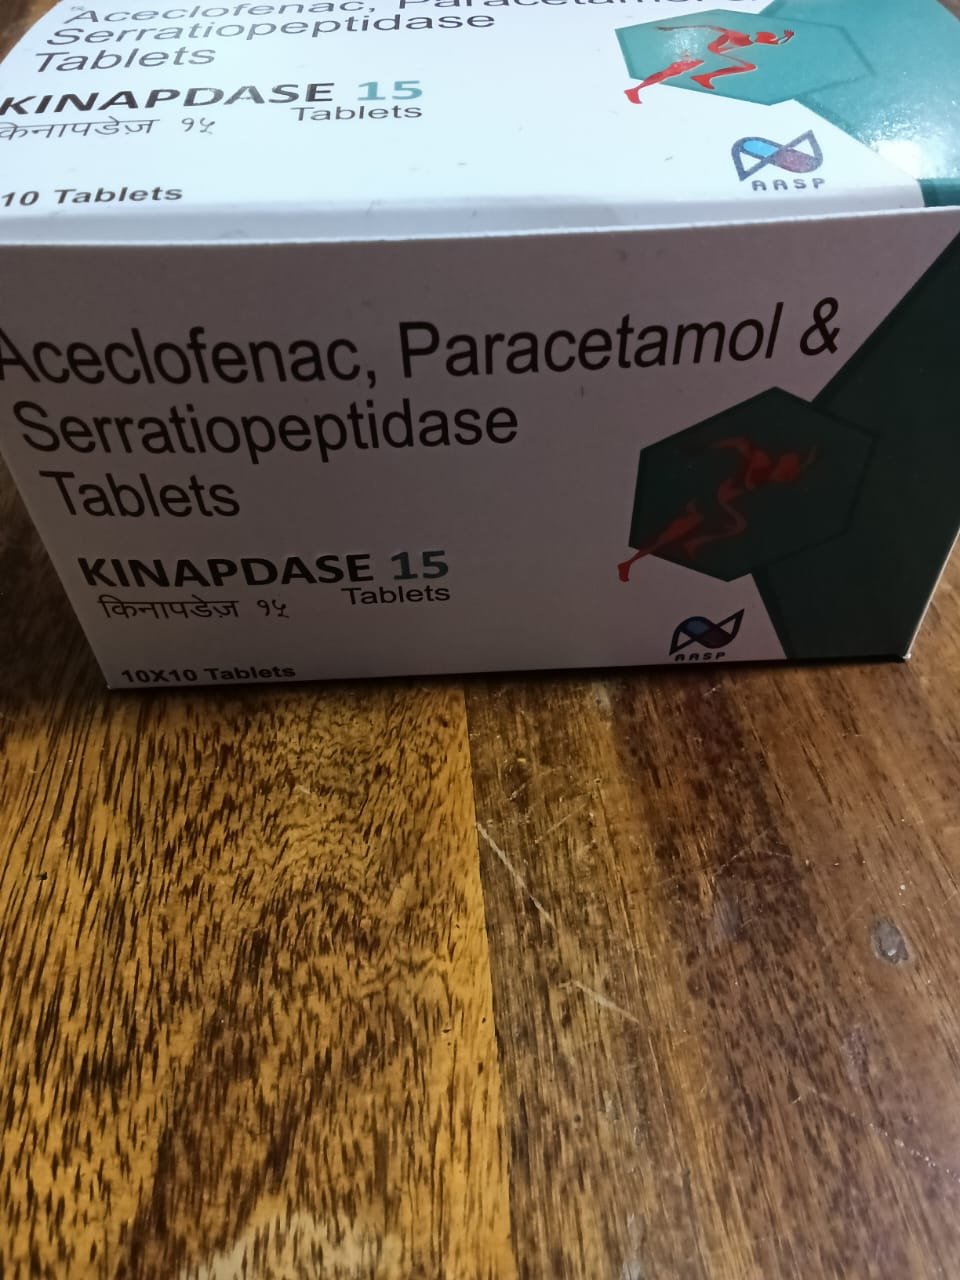 Aceclofenac, Paracetamol &
Serratiopeptidase
Tablets
KINAPDASE 15
Tablets
किनापडेज़ १५
10 Tablets
AASP
Aceclofenac, Paracetamol &
Serratiopeptidase
Tablets
KINAPDASE 15
Tablets
किनापडेज़ १५
10X10 Tablets
AASP